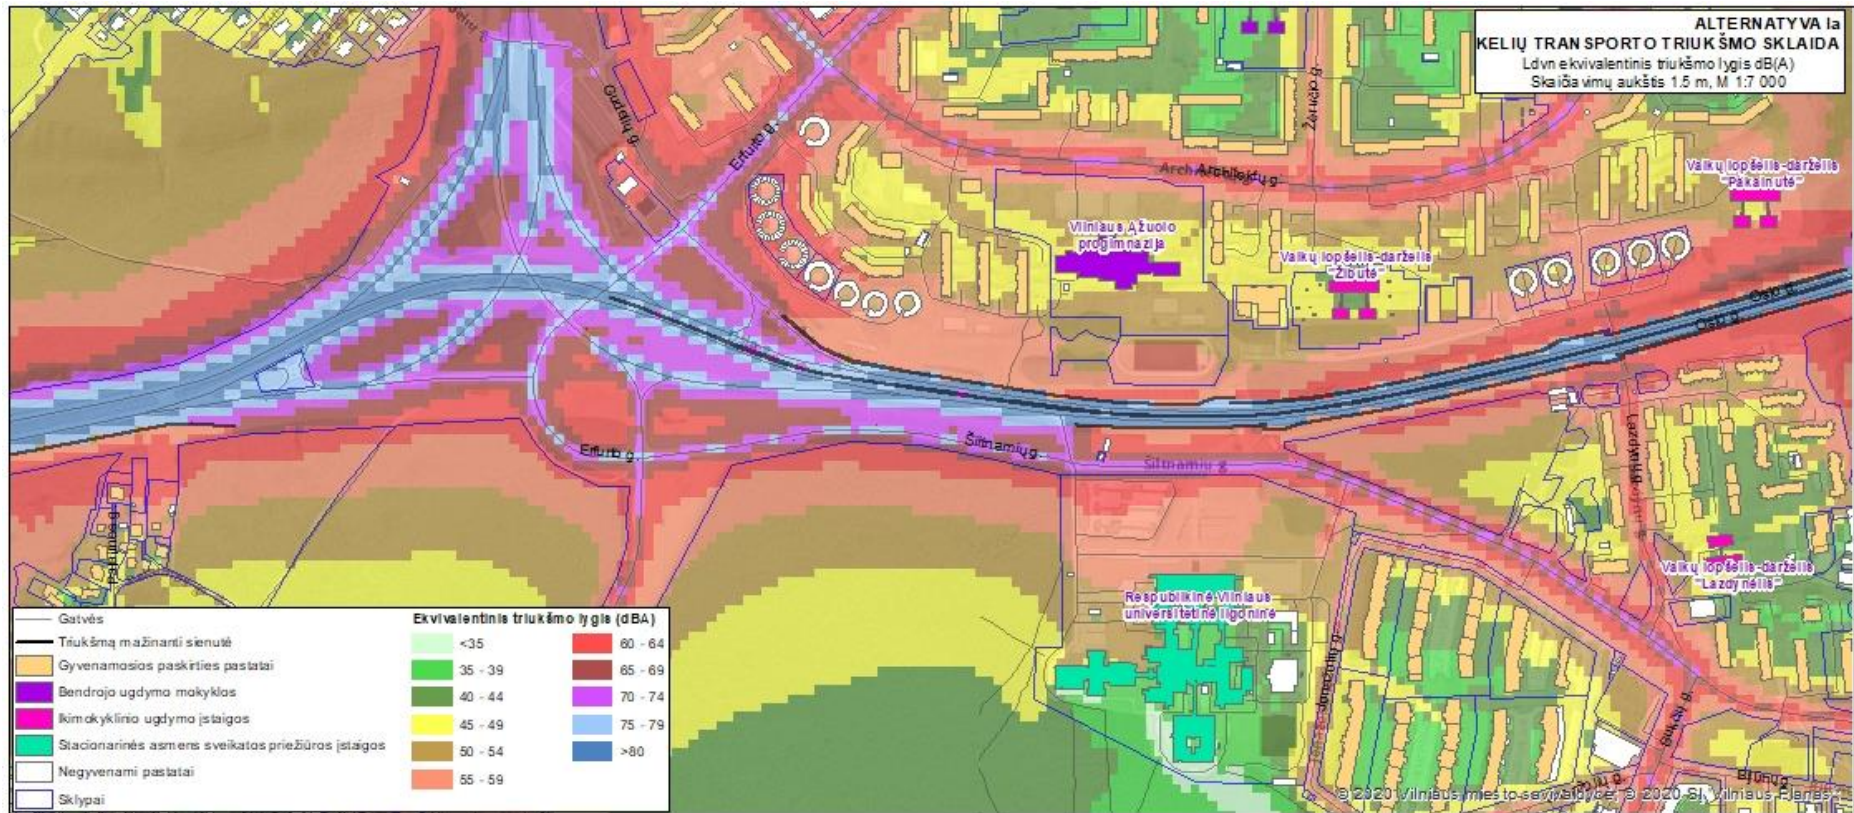 ALTERNATYVA Ia
KELIŲ TRANSPORTO TRIUKŠMO SKLAIDA
Ldvn ekvivalentinis triukšmo lygis dB(A)
Skaičiavimų aukštis 1.5 m, M 1:7 000
Gudelių g.
Erfurto g.
Žėručio g.
Architektų g.
Vaikų lopšelis-darželis
"Pakalnutė"
Vilniaus Ąžuolo
progimnazija
Vaikų lopšelis-darželis
"Žibutė"
Oslo g.
Oslo g.
Erfurto g.
Šiltnamių g.
Šiltnamių g.
Lazdynėlių g.
Vaikų lopšelis-darželis
"Lazdynėlis"
Respublikinė Vilniaus
universitetinė ligoninė
Bukčių g.
Gatvės
Triukšmą mažinanti sienutė
Gyvenamosios paskirties pastatai
Bendrojo ugdymo mokyklos
Ikimokyklinio ugdymo įstaigos
Stacionarinės asmens sveikatos priežiūros įstaigos
Negyvenami pastatai
Sklypai
Ekvivalentinis triukšmo lygis (dBA)
<35
35 - 39
40 - 44
45 - 49
50 - 54
55 - 59
60 - 64
65 - 69
70 - 74
75 - 79
>80
© 2020 Vilniaus miesto savivaldybė; © 2020 SĮ „Vilniaus Planas“